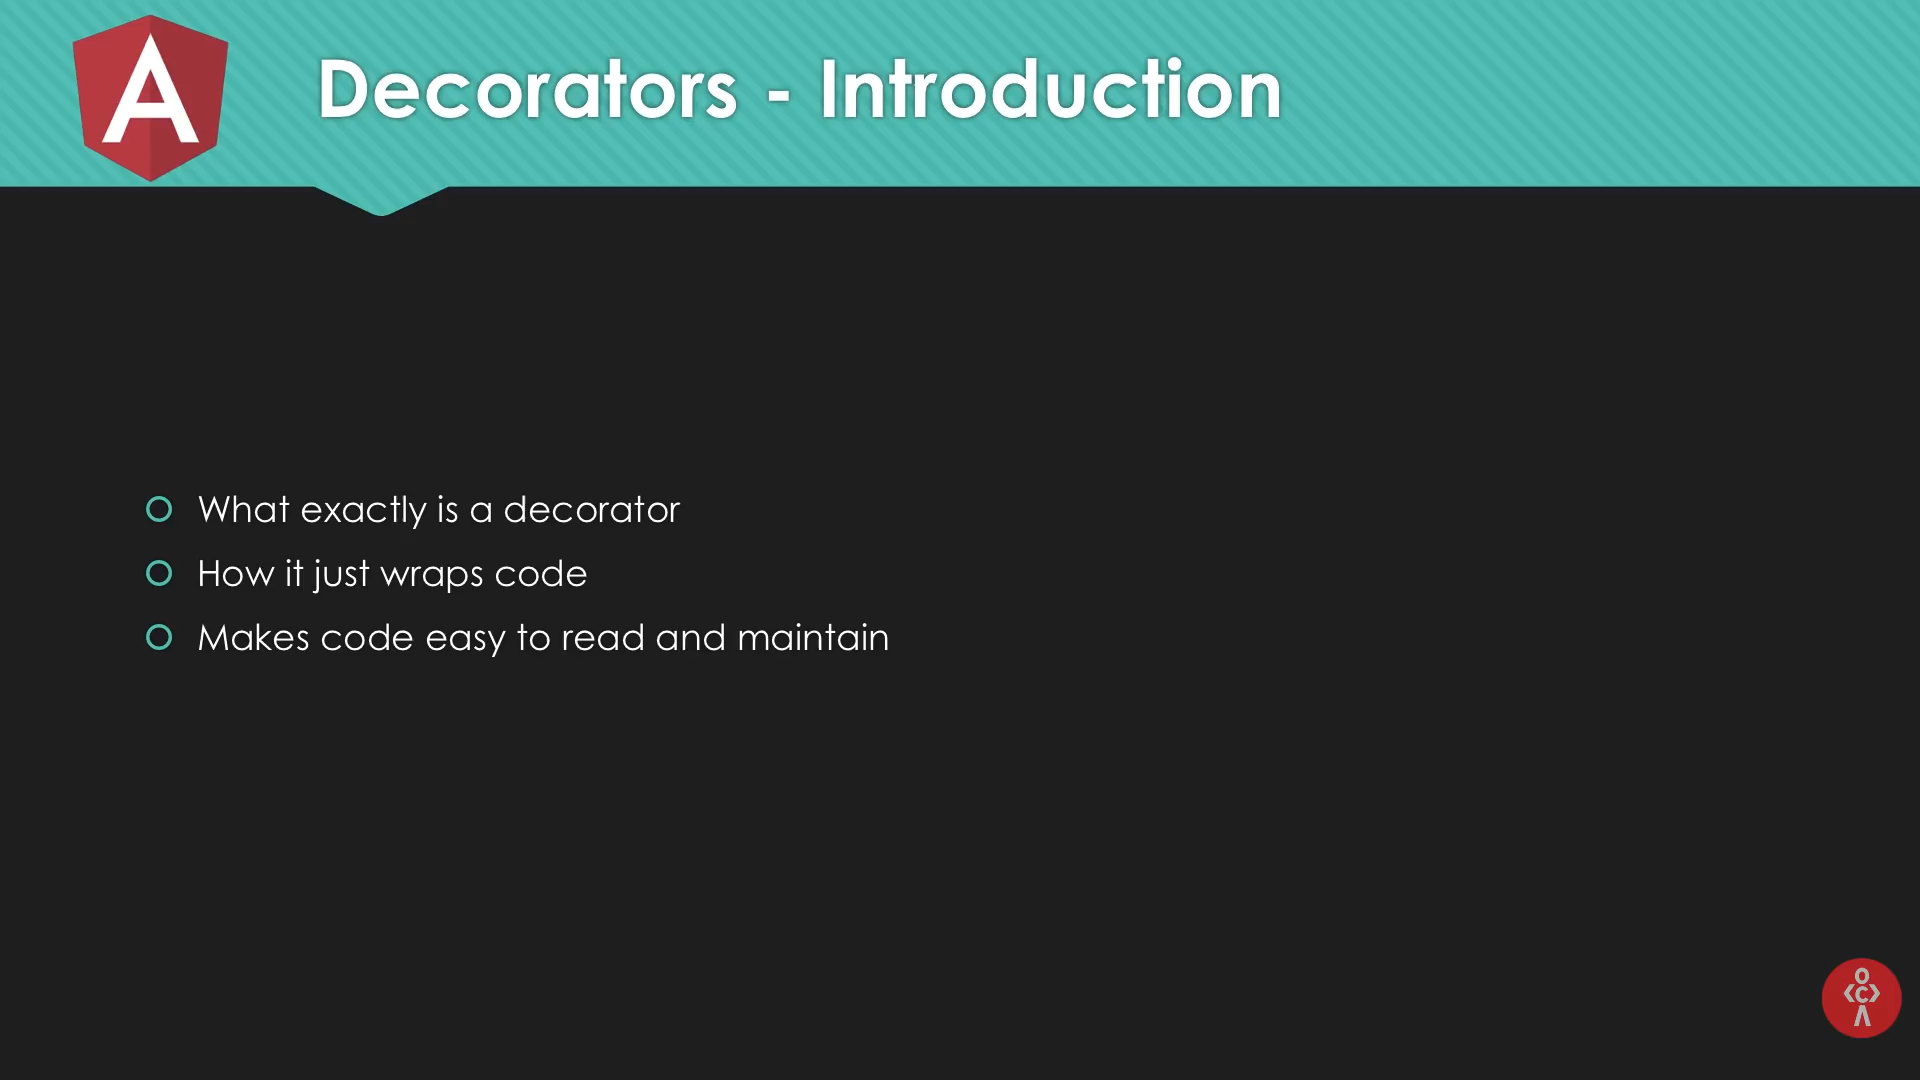 Decorators - Introduction
What exactly is a decorator
How it just wraps code
Makes code easy to read and maintain